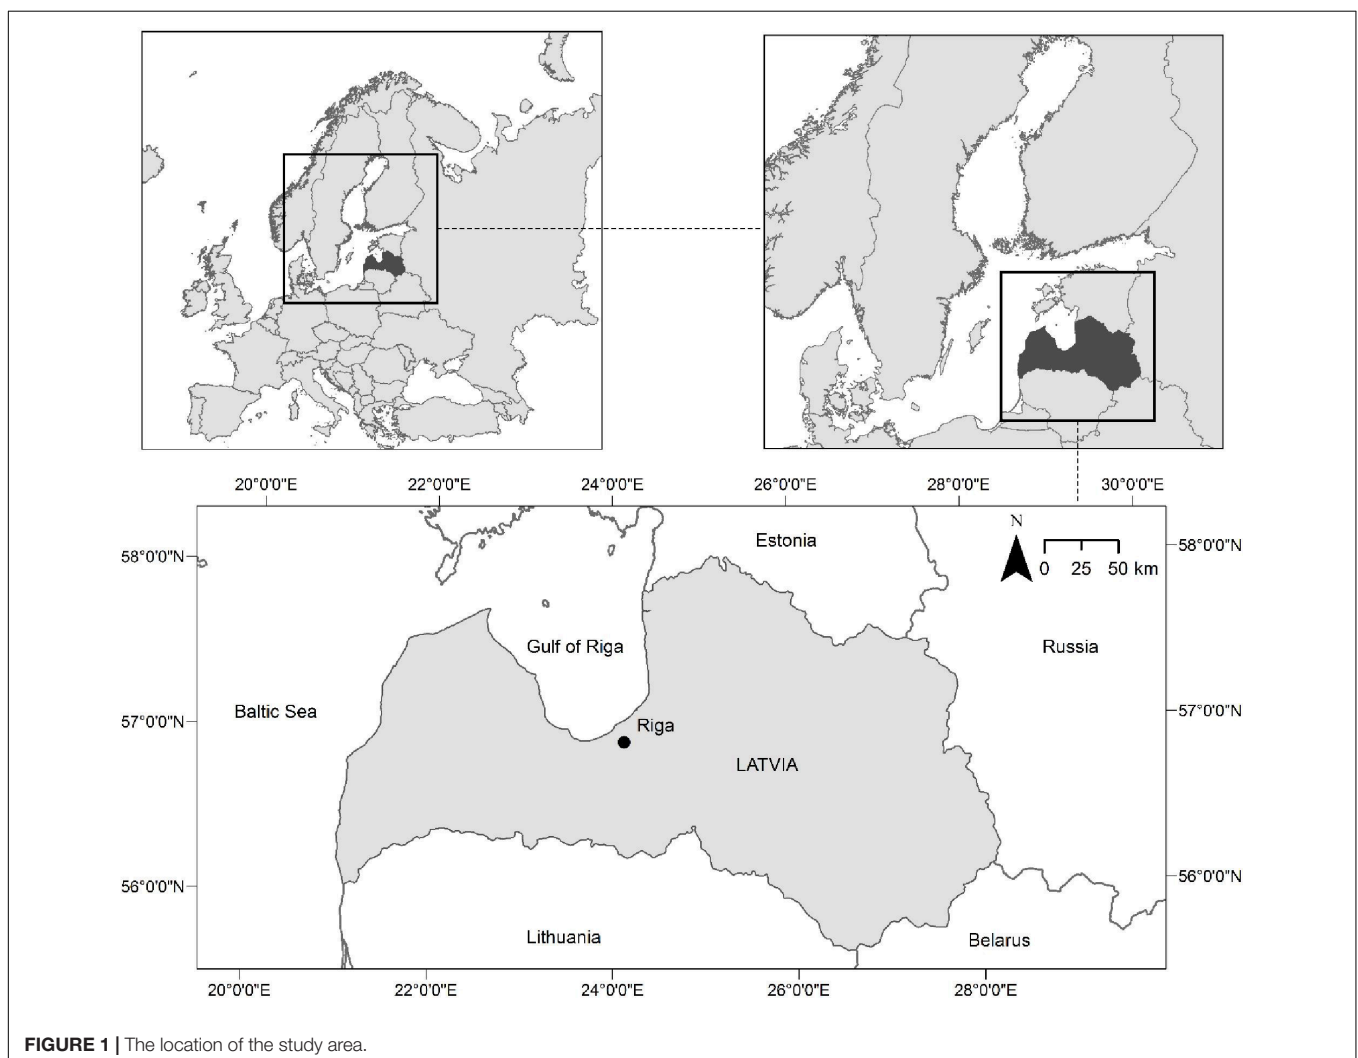 20°0'0"E 22°0'0"E 24°0'0"E 26°0'0"E 28°0'0"E 30°0'0"E
N
Estonia
58°0'0"N 58°0'0"N
0 25 50 km
Gulf of Riga
Russia
Baltic Sea
57°0'0"N 57°0'0"N
Riga
LATVIA
56°0'0"N 56°0'0"N
Lithuania
Belarus
20°0'0"E 22°0'0"E 24°0'0"E 26°0'0"E 28°0'0"E
FIGURE 1 | The location of the study area.